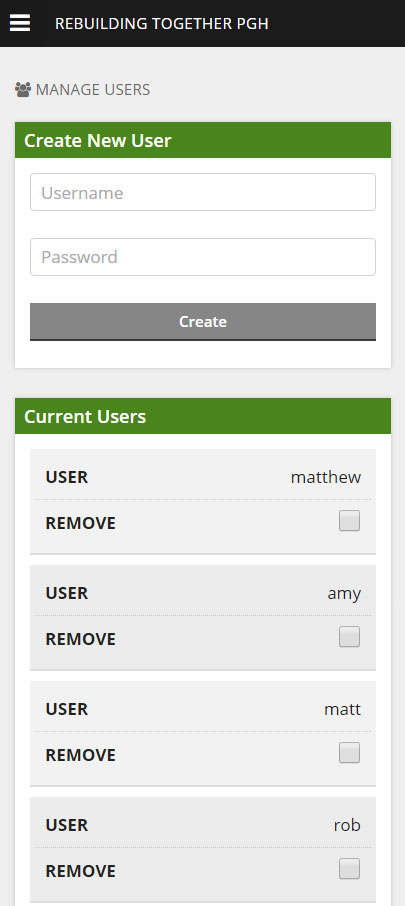 REBUILDING TOGETHER PGH
MANAGE USERS
Create New User
Username
Password
Create
Current Users
USER matthew
REMOVE
USER amy
REMOVE
USER matt
REMOVE
USER rob
REMOVE